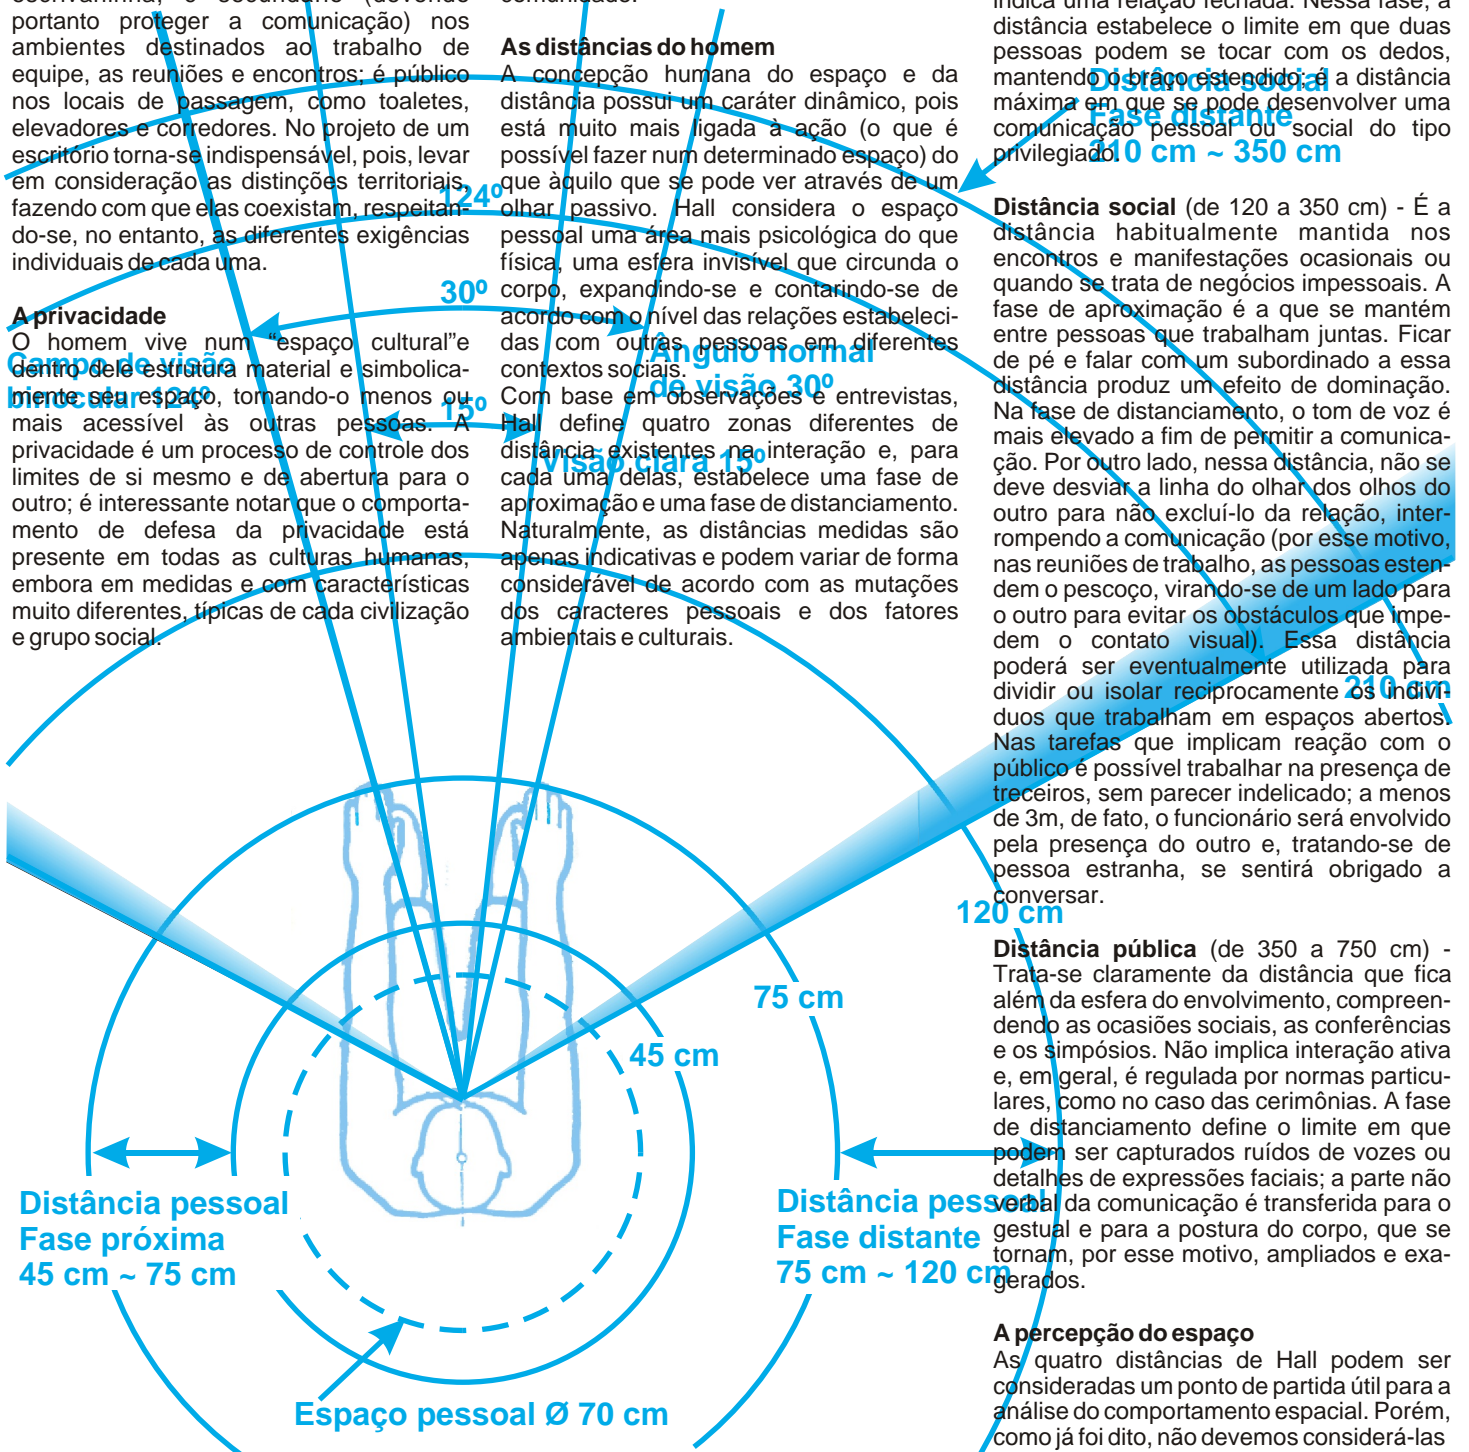 portanto proteger a comunicação) nos
ambientes destinados ao trabalho de
equipe, as reuniões e encontros; é público
nos locais de passagem, como toaletes,
elevadores e corredores. No projeto de um
escritório torna-se indispensável, pois, levar
em consideração as distinções territoriais,
fazendo com que elas coexistam, respeitan-
do-se, no entanto, as diferentes exigências
individuais de cada uma.
A privacidade
O homem vive num “espaço cultural”e
dentro dele estrutura material e simbolica-
mente seu espaço, tornando-o menos ou
mais acessível às outras pessoas. A
privacidade é um processo de controle dos
limites de si mesmo e de abertura para o
outro; é interessante notar que o comporta-
mento de defesa da privacidade está
presente em todas as culturas humanas,
embora em medidas e com características
muito diferentes, típicas de cada civilização
e grupo social.
As distâncias do homem
A concepção humana do espaço e da
distância possui um caráter dinâmico, pois
está muito mais ligada à ação (o que é
possível fazer num determinado espaço) do
que àquilo que se pode ver através de um
olhar passivo. Hall considera o espaço
pessoal uma área mais psicológica do que
física, uma esfera invisível que circunda o
corpo, expandindo-se e contarindo-se de
acordo com o nível das relações estabeleci-
das com outras pessoas em diferentes
contextos sociais.
Com base em observações e entrevistas,
Hall define quatro zonas diferentes de
distância existentes na interação e, para
cada uma delas, estabelece uma fase de
aproximação e uma fase de distanciamento.
Naturalmente, as distâncias medidas são
apenas indicativas e podem variar de forma
considerável de acordo com as mutações
dos caracteres pessoais e dos fatores
ambientais e culturais.
indica uma relação fechada. Nessa fase, a
distância estabelece o limite em que duas
pessoas podem se tocar com os dedos,
mantendo o braço estendido; é a distância
máxima em que se pode desenvolver uma
comunicação pessoal ou social do tipo
privilegiado.
Distância social (de 120 a 350 cm) - É a
distância habitualmente mantida nos
encontros e manifestações ocasionais ou
quando se trata de negócios impessoais. A
fase de aproximação é a que se mantém
entre pessoas que trabalham juntas. Ficar
de pé e falar com um subordinado a essa
distância produz um efeito de dominação.
Na fase de distanciamento, o tom de voz é
mais elevado a fim de permitir a comunica-
ção. Por outro lado, nessa distância, não se
deve desviar a linha do olhar dos olhos do
outro para não excluí-lo da relação, inter-
rompendo a comunicação (por esse motivo,
nas reuniões de trabalho, as pessoas esten-
dem o pescoço, virando-se de um lado para
o outro para evitar os obstáculos que impe-
dem o contato visual). Essa distância
poderá ser eventualmente utilizada para
dividir ou isolar reciprocamente os indiví-
duos que trabalham em espaços abertos.
Nas tarefas que implicam reação com o
público é possível trabalhar na presença de
treceiros, sem parecer indelicado; a menos
de 3m, de fato, o funcionário será envolvido
pela presença do outro e, tratando-se de
pessoa estranha, se sentirá obrigado a
conversar.
Distância pública (de 350 a 750 cm) -
Trata-se claramente da distância que fica
além da esfera do envolvimento, compreen-
dendo as ocasiões sociais, as conferências
e os simpósios. Não implica interação ativa
e, em geral, é regulada por normas particu-
lares, como no caso das cerimônias. A fase
de distanciamento define o limite em que
podem ser capturados ruídos de vozes ou
detalhes de expressões faciais; a parte não
verbal da comunicação é transferida para o
gestual e para a postura do corpo, que se
tornam, por esse motivo, ampliados e exa-
gerados.
A percepção do espaço
As quatro distâncias de Hall podem ser
consideradas um ponto de partida útil para a
análise do comportamento espacial. Porém,
como já foi dito, não devemos considerá-las
Distância social
Fase distante
210 cm ~ 350 cm
124º
30º
Campo de visão
binocular 124º
Ângulo normal
de visão 30º
15º
Visão clara 15º
210 cm
120 cm
75 cm
45 cm
Distância pessoal
Fase próxima
45 cm ~ 75 cm
Distância pessoal
Fase distante
75 cm ~ 120 cm
Espaço pessoal Ø 70 cm